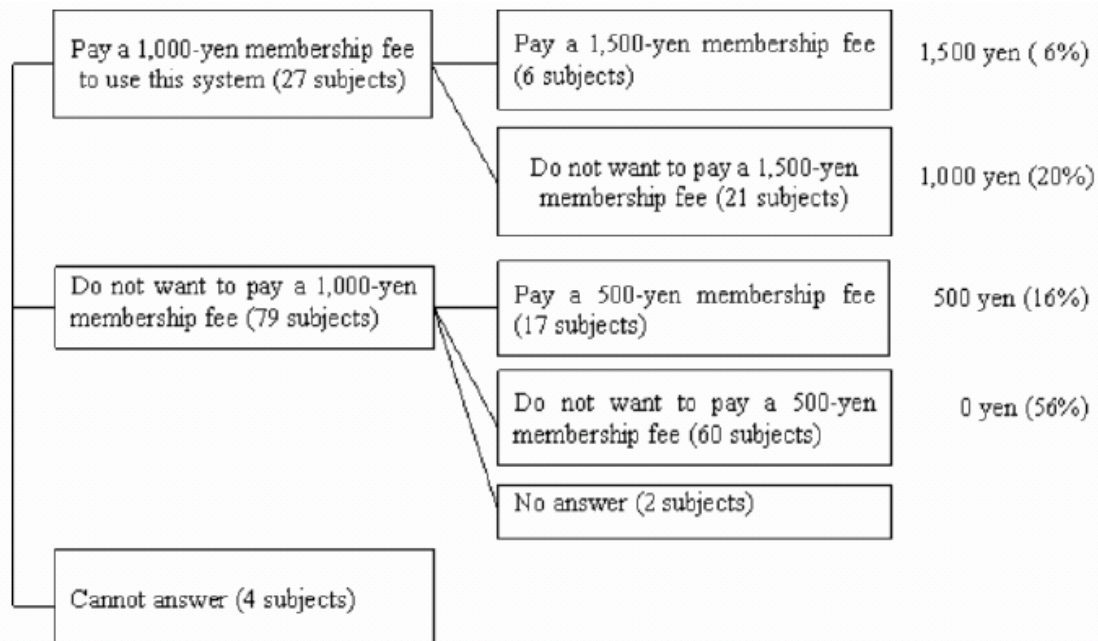 Pay a 1,000-yen membership fee
to use this system (27 subjects)
Pay a 1,500-yen membership fee
(6 subjects)
1,500 yen ( 6%)
Do not want to pay a 1,500-yen
membership fee (21 subjects)
1,000 yen (20%)
Do not want to pay a 1,000-yen
membership fee (79 subjects)
Pay a 500-yen membership fee
(17 subjects)
500 yen (16%)
Do not want to pay a 500-yen
membership fee (60 subjects)
0 yen (56%)
No answer (2 subjects)
Cannot answer (4 subjects)